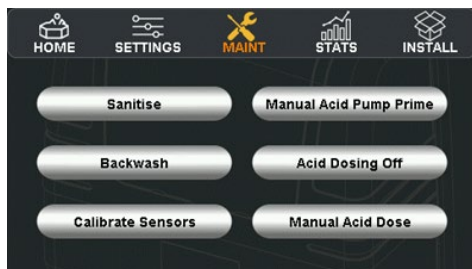 HOME SETTINGS MAINT STATS INSTALL
Sanitise Manual Acid Pump Prime
Backwash Acid Dosing Off
Calibrate Sensors Manual Acid Dose